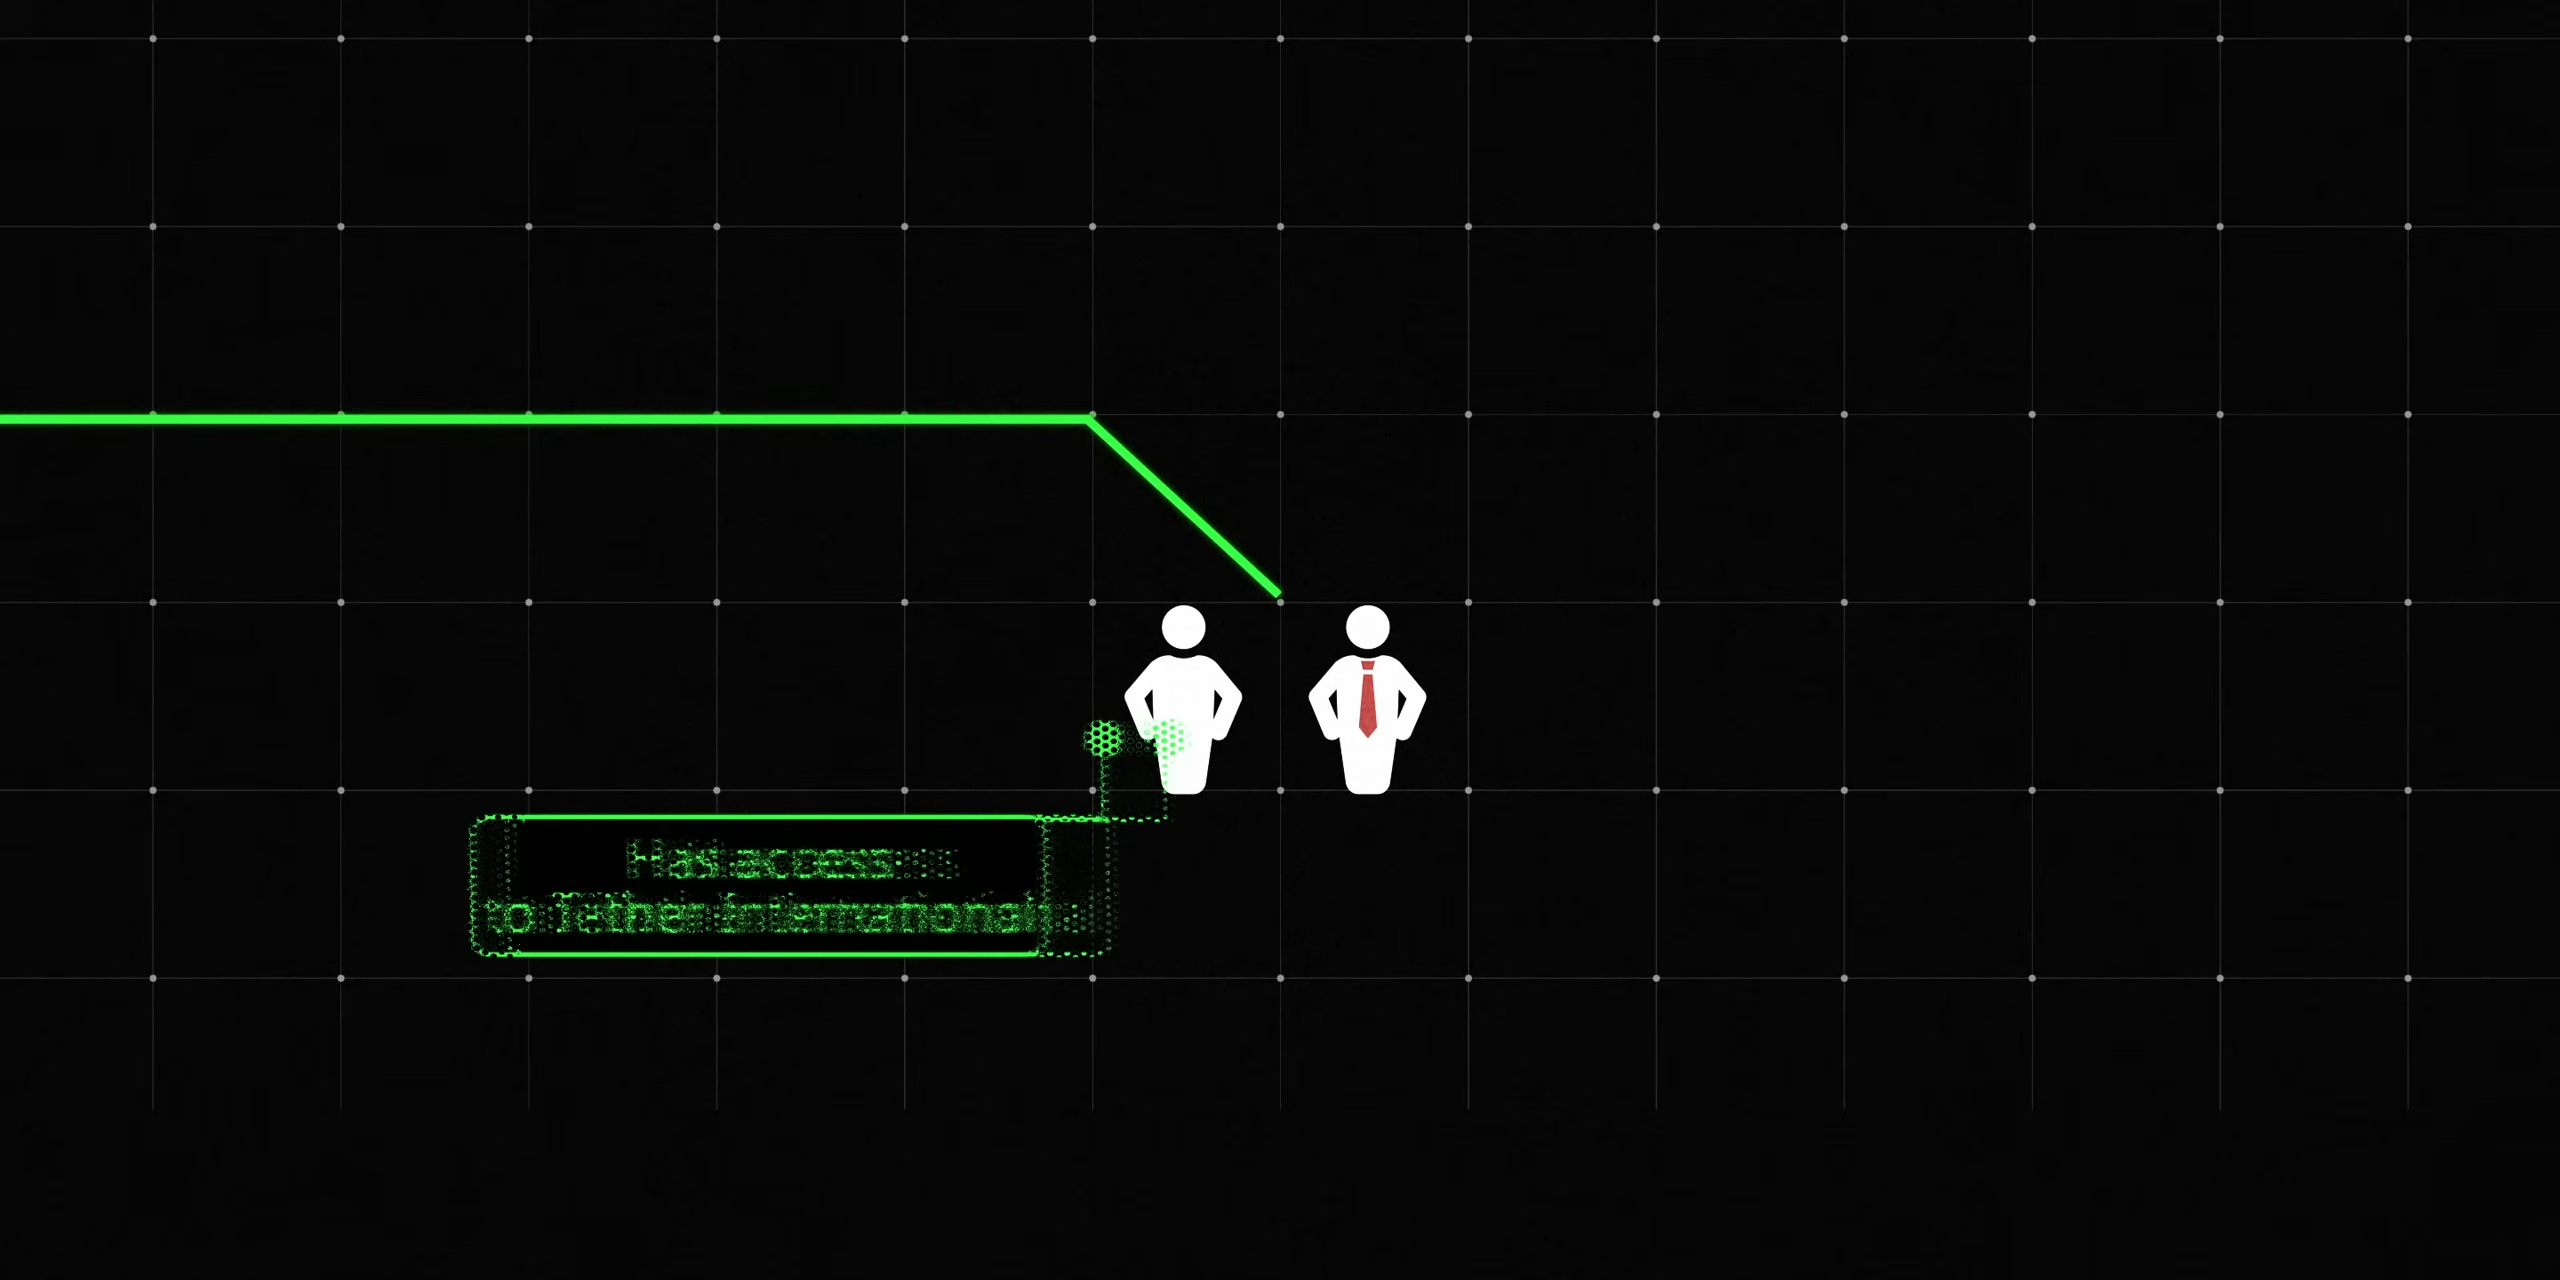 Has access
to Tether International